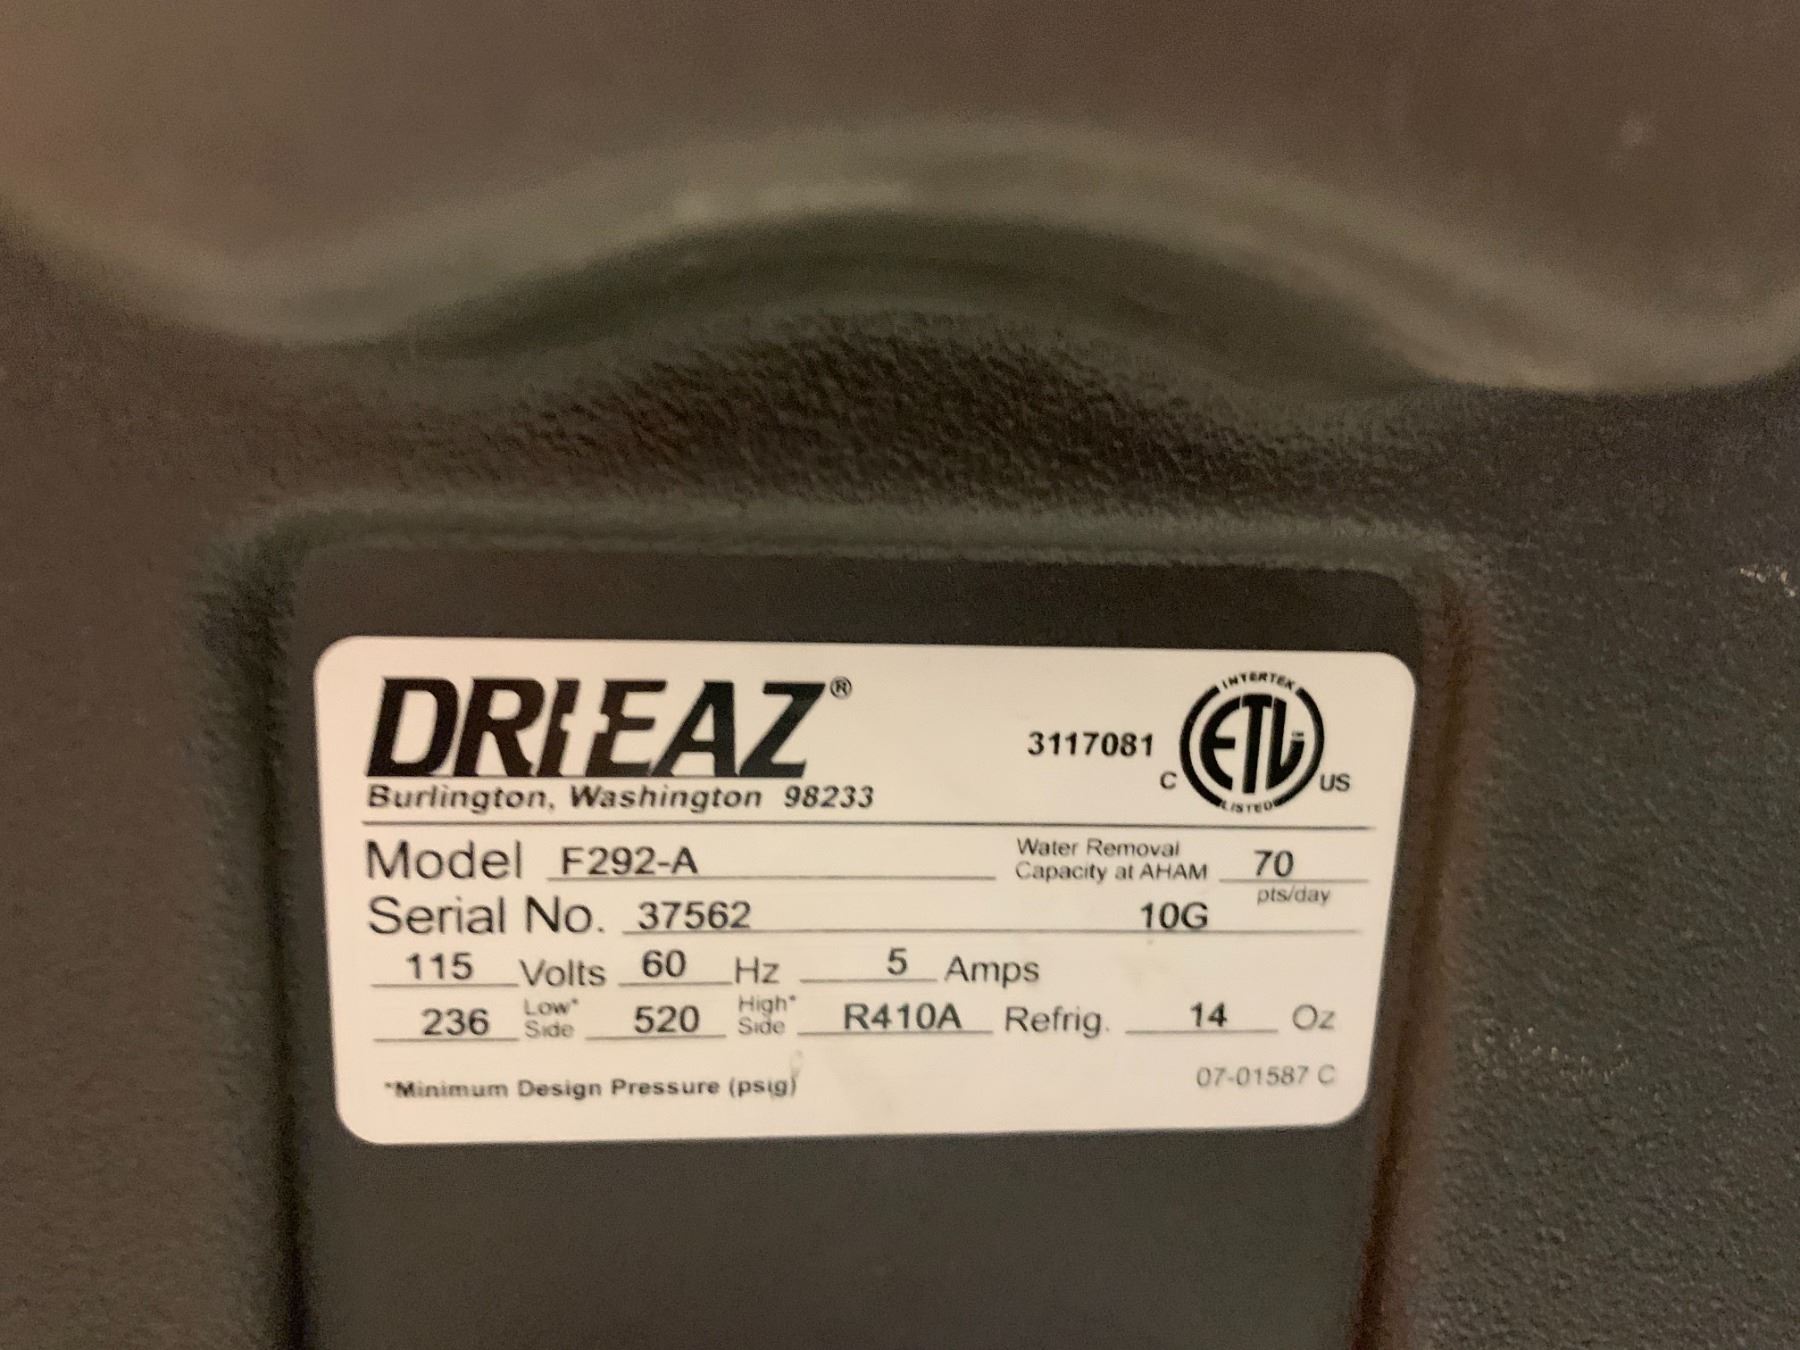 DRIEAZ®
Burlington, Washington 98233
3117081
INTERTEK
C ETL™ US
LISTED
Model F292-A Water Removal Capacity at AHAM 70 pts/day
Serial No. 37562 10G
115 Volts 60 Hz 5 Amps
236 Low* Side 520 High* Side R410A Refrig. 14 Oz
*Minimum Design Pressure (psig) 07-01587 C